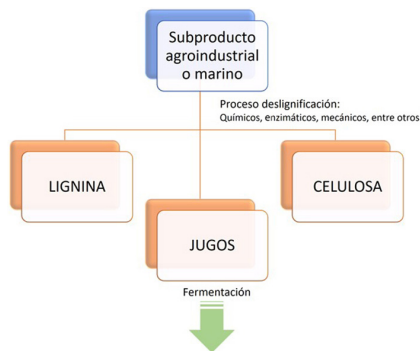 Subproducto
agroindustrial
o marino
Proceso deslignificación:
Químicos, enzimáticos, mecánicos, entre otros
LIGNINA
CELULOSA
JUGOS
Fermentación